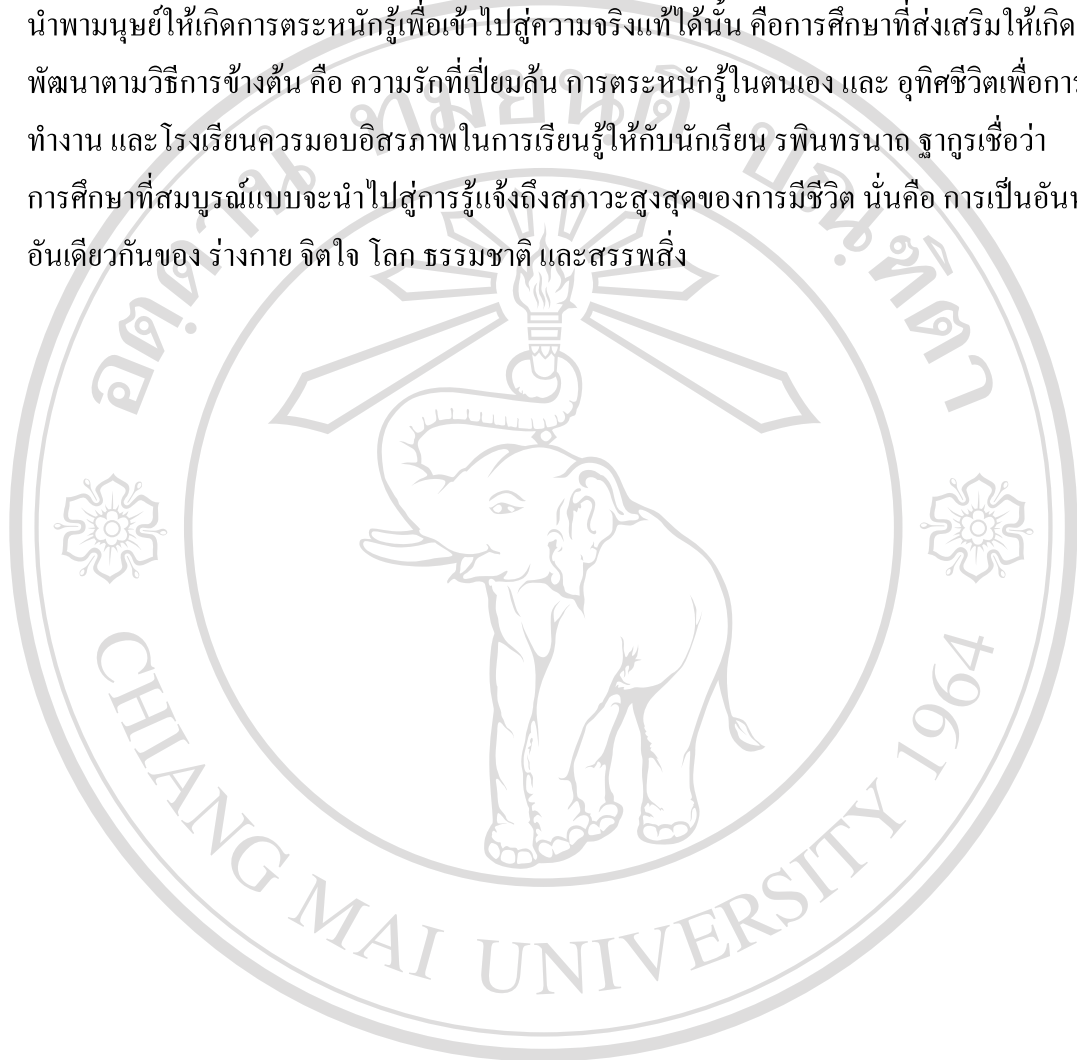 นำพามนุษย์ให้เกิดการตระหนักรู้เพื่อเข้าไปสู่ความจริงแท้ได้นั้น คือการศึกษาที่ส่งเสริมให้เกิด
พัฒนาตามวิธีการข้างต้น คือ ความรักที่เปี่ยมล้น การตระหนักรู้ในตนเอง และ อุทิศชีวิตเพื่อการ
ทำงาน และโรงเรียนควรมอบอิสรภาพในการเรียนรู้ให้กับนักเรียน รพินทรนาถ ฐากูรเชื่อว่า
การศึกษาที่สมบูรณ์แบบจะนำไปสู่การรู้แจ้งถึงสภาวะสูงสุดของการมีชีวิต นั่นคือ การเป็น
อันเดียวกันของ ร่างกาย จิตใจ โลก ธรรมชาติ และสรรพสิ่ง
อตฺตานํ ทมยนฺติ ปณฺฑิตา
CHIANG MAI UNIVERSITY 1964